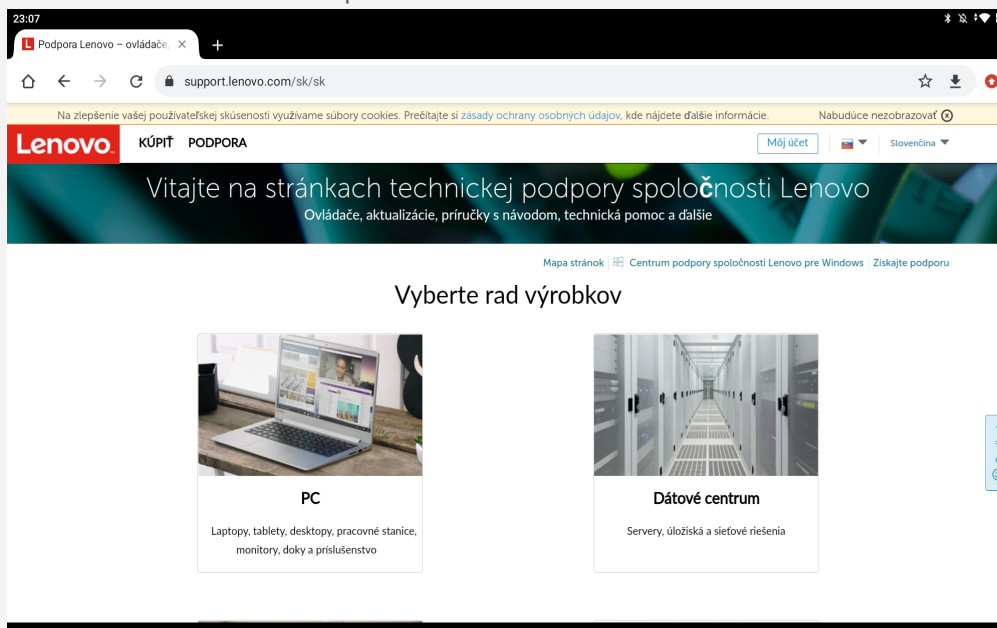 23:07
Podpora Lenovo – ovládače,
support.lenovo.com/sk/sk
Na zlepšenie vašej používateľskej skúsenosti využívame súbory cookies. Prečítajte si zásady ochrany osobných údajov, kde nájdete ďalšie informácie. Nabudúce nezobrazovať
Lenovo KÚPIŤ PODPORA Môj účet Slovenčina
Vitajte na stránkach technickej podpory spoločnosti Lenovo
Ovládače, aktualizácie, príručky s návodom, technická pomoc a ďalšie
Mapa stránok Centrum podpory spoločnosti Lenovo pre Windows Získajte podporu
Vyberte rad výrobkov
PC
Laptopy, tablety, desktopy, pracovné stanice,
monitory, doky a príslušenstvo
Dátové centrum
Servery, úložiská a sieťové riešenia